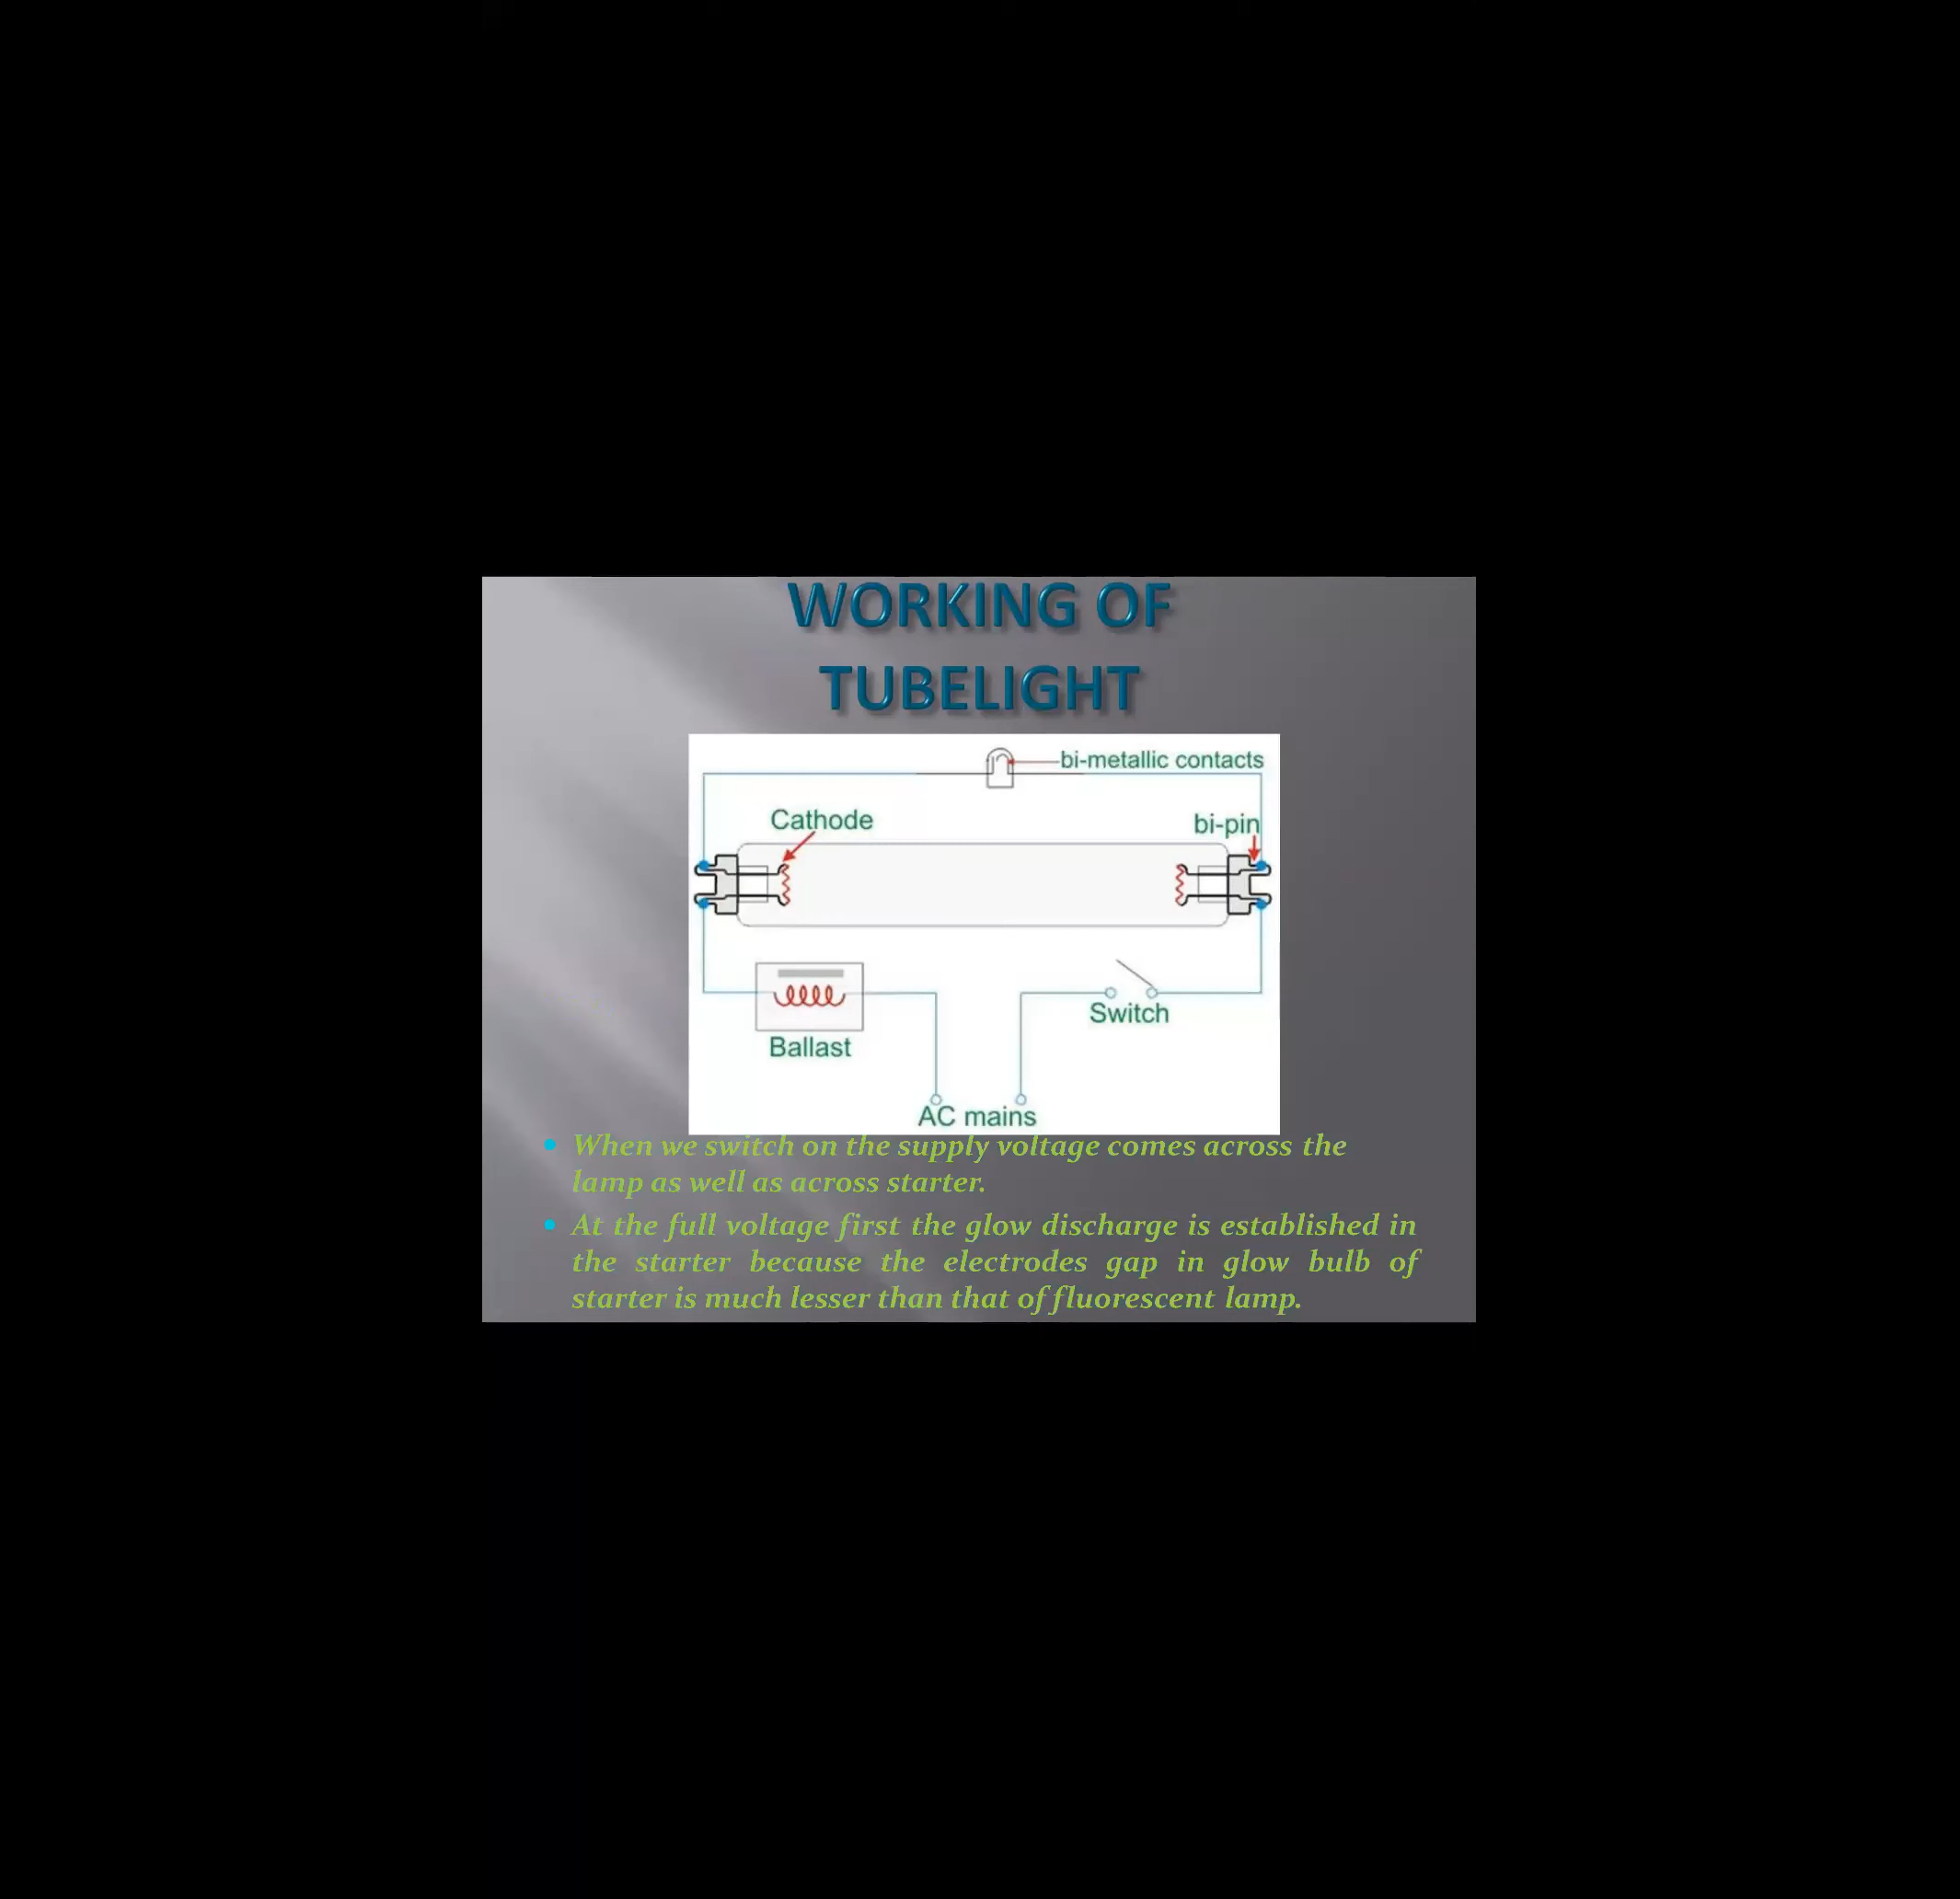 WORKING OF
TUBELIGHT
bi-metallic contacts
Cathode
bi-pin
Switch
Ballast
AC mains
When we switch on the supply voltage comes across the
lamp as well as across starter.
At the full voltage first the glow discharge is established in
the starter because the electrodes gap in glow bulb of
starter is much lesser than that of fluorescent lamp.